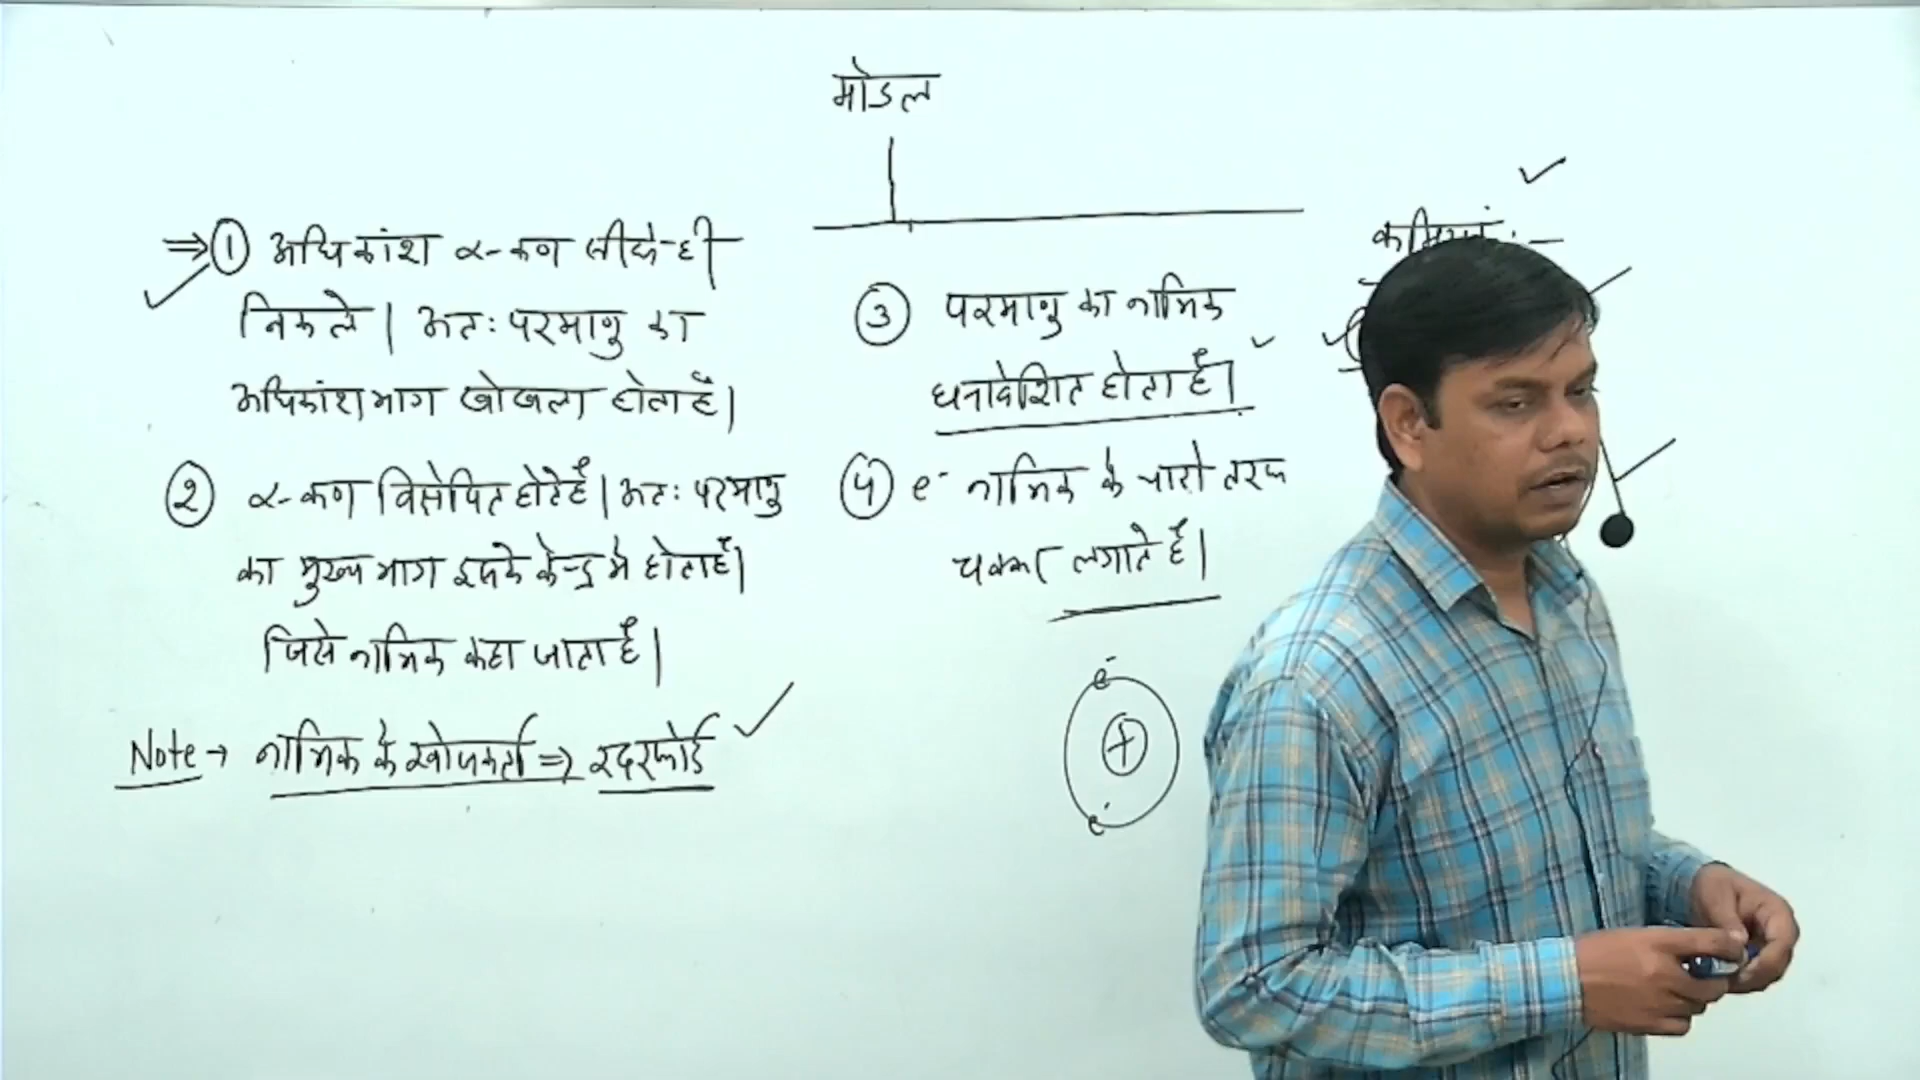 मोडल
⇒① अधिकांश α-कण सीधे-ही
निकले। अतः परमाणु का
अधिकांश भाग खोखला होता है।
② α-कण विक्षेपित होते हैं। अतः परमाणु
का मुख्य भाग इसके केन्द्र मे होता है।
जिसे नाभिक कहा जाता है।
Note → नाभिक के खोजकर्ता ⇒ रदरफोर्ड
③ परमाणु का नाभिक
धनावेशित होता है।
④ e⁻ नाभिक के चारो तरफ
चक्कर लगाते हैं।
e⁻
+
e⁻